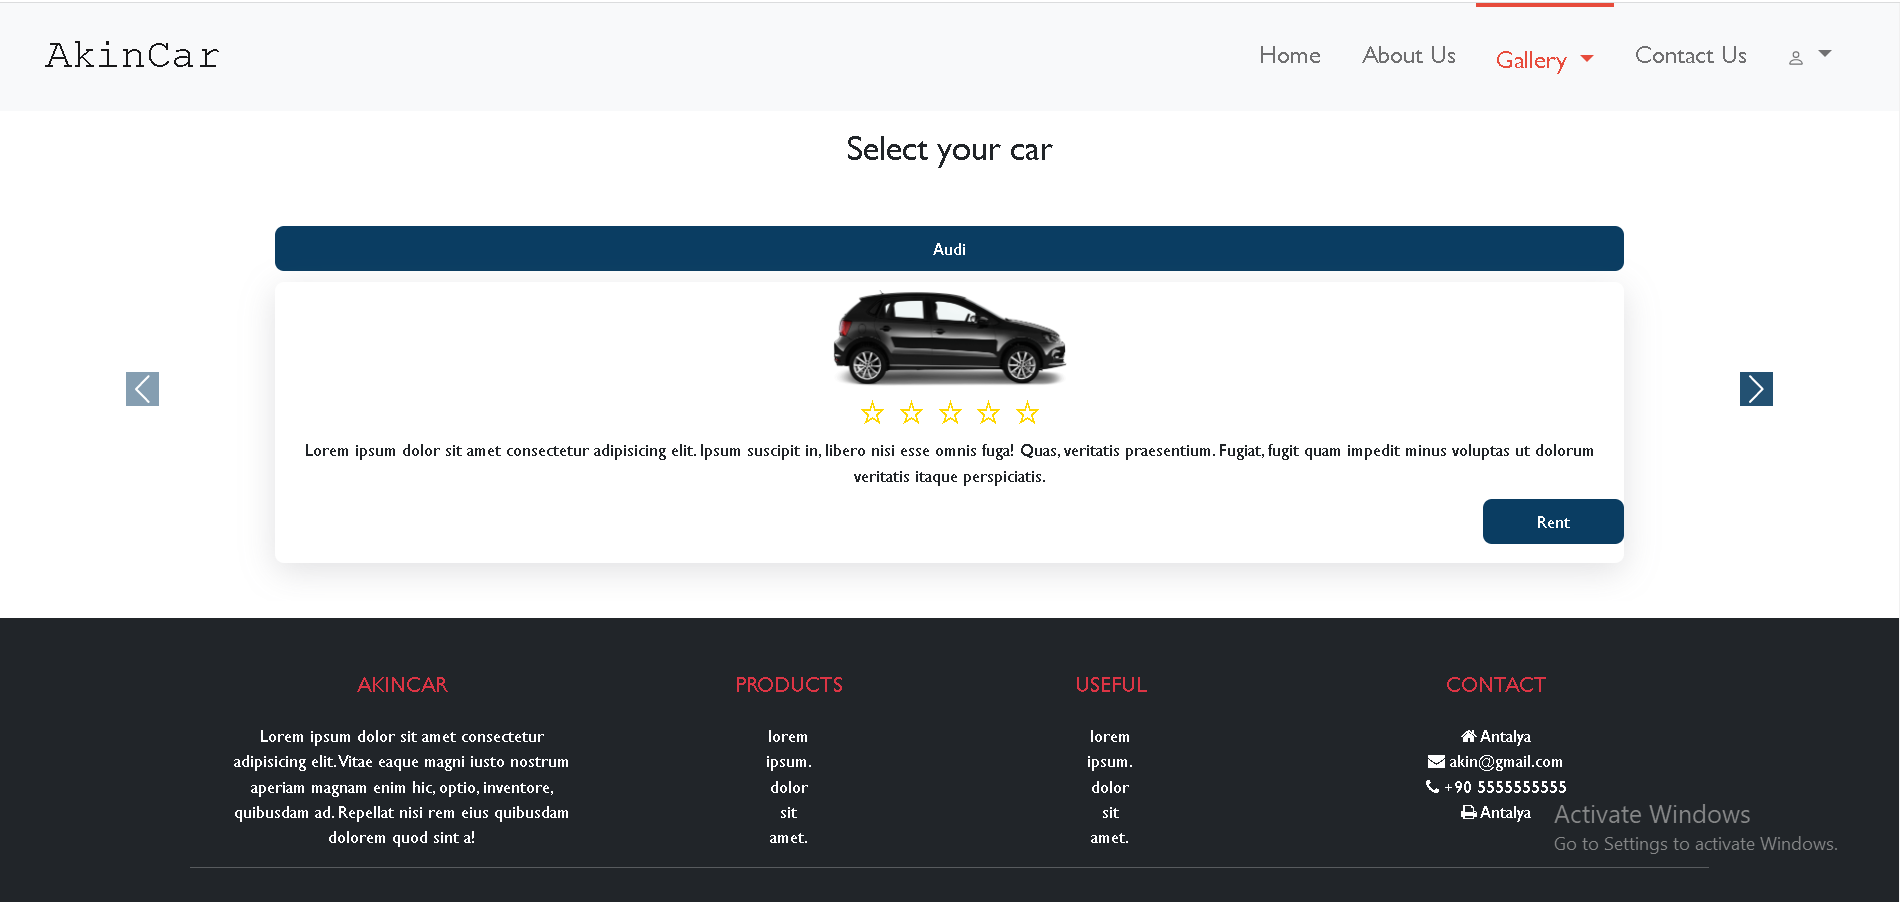 AkinCar
Home About Us Gallery Contact Us
Select your car
Audi
Lorem ipsum dolor sit amet consectetur adipisicing elit. Ipsum suscipit in, libero nisi esse omnis fuga! Quas, veritatis praesentium. Fugiat, fugit quam impedit minus voluptas ut dolorum
veritatis itaque perspiciatis.
Rent
AKINCAR
Lorem ipsum dolor sit amet consectetur
adipisicing elit. Vitae eaque magni iusto nostrum
aperiam magnam enim hic, optio, inventore,
quibusdam ad. Repellat nisi rem eius quibusdam
dolorem quod sint a!
PRODUCTS
lorem
ipsum.
dolor
sit
amet.
USEFUL
lorem
ipsum.
dolor
sit
amet.
CONTACT
Antalya
akin@gmail.com
+90 5555555555
Antalya
Activate Windows
Go to Settings to activate Windows.